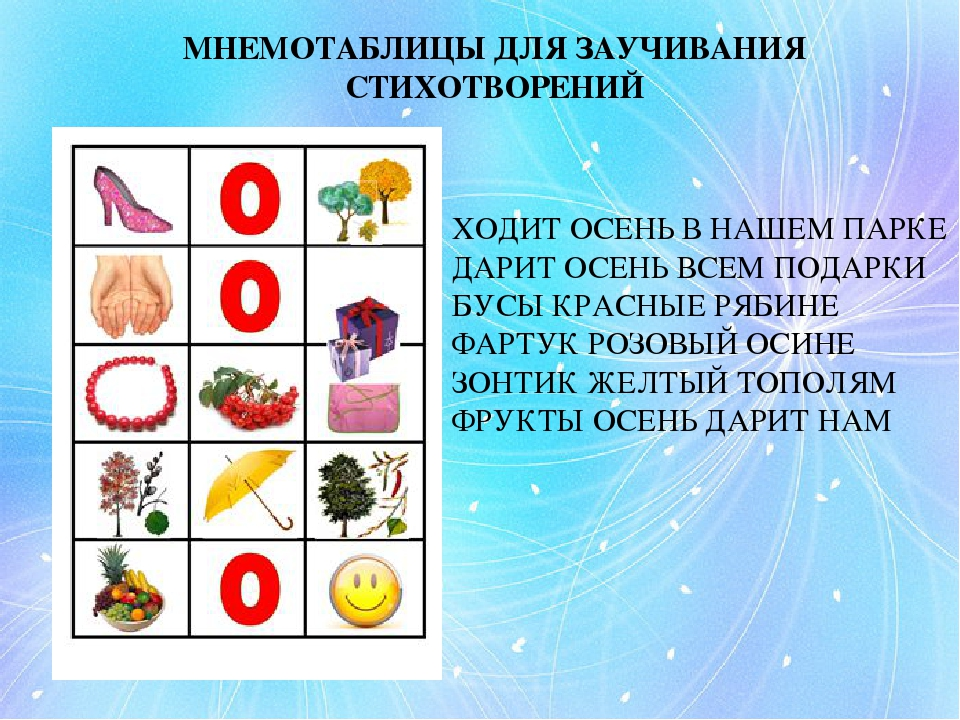 МНЕМОТАБЛИЦЫ ДЛЯ ЗАУЧИВАНИЯ
СТИХОТВОРЕНИЙ
О
О
О
ХОДИТ ОСЕНЬ В НАШЕМ ПАРКЕ
ДАРИТ ОСЕНЬ ВСЕМ ПОДАРКИ
БУСЫ КРАСНЫЕ РЯБИНЕ
ФАРТУК РОЗОВЫЙ ОСИНЕ
ЗОНТИК ЖЕЛТЫЙ ТОПОЛЯМ
ФРУКТЫ ОСЕНЬ ДАРИТ НАМ